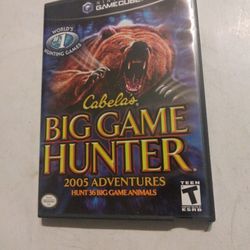 GAMECUBE
WORLD'S
#1
HUNTING GAMES
Cabela's
BIG GAME
HUNTER
2005 ADVENTURES
HUNT 36 BIG GAME ANIMALS
TEEN
T
ESRB